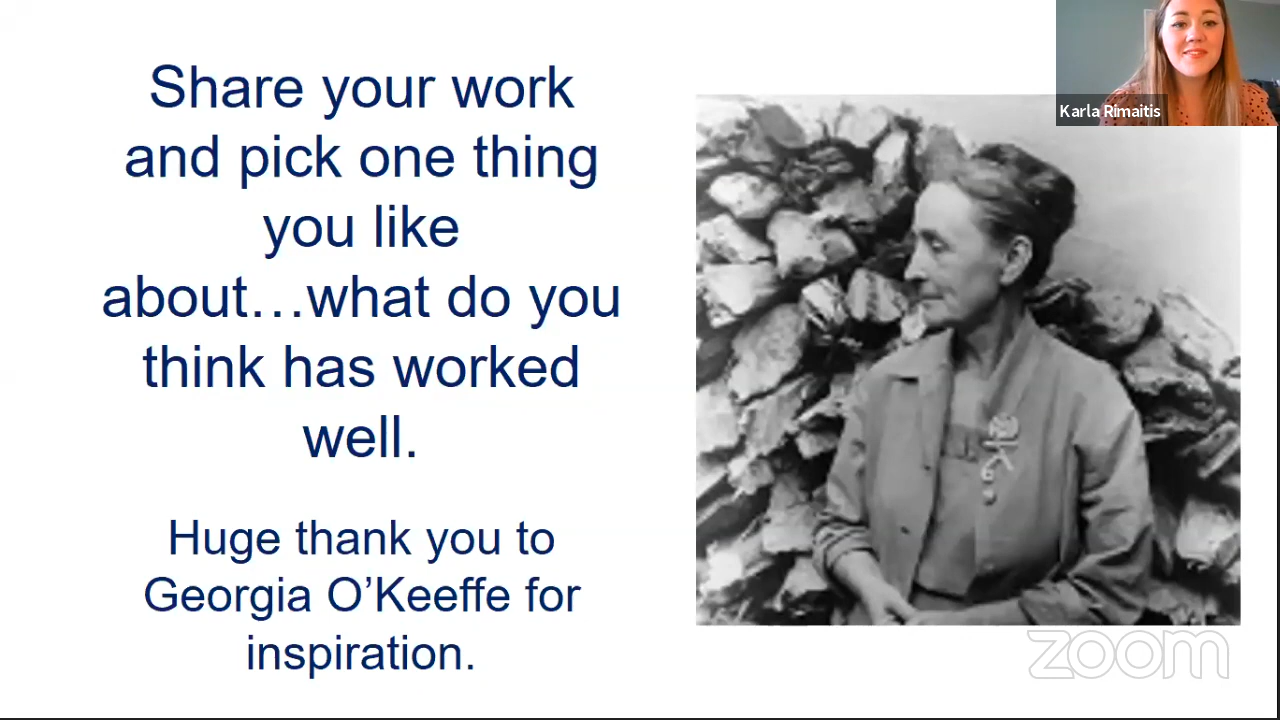 Share your work
and pick one thing
you like
about…what do you
think has worked
well.
Huge thank you to
Georgia O’Keeffe for
inspiration.
Karla Rimaitis
zoom